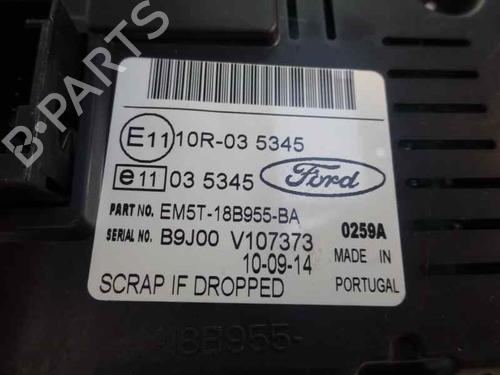 E11 10R-03 5345
e11 03 5345 Ford
PART NO. EM5T-18B955-BA 0259A
SERIAL NO. B9J00 V107373 MADE IN
10-09-14 PORTUGAL
SCRAP IF DROPPED
18B955-
B-PARTS